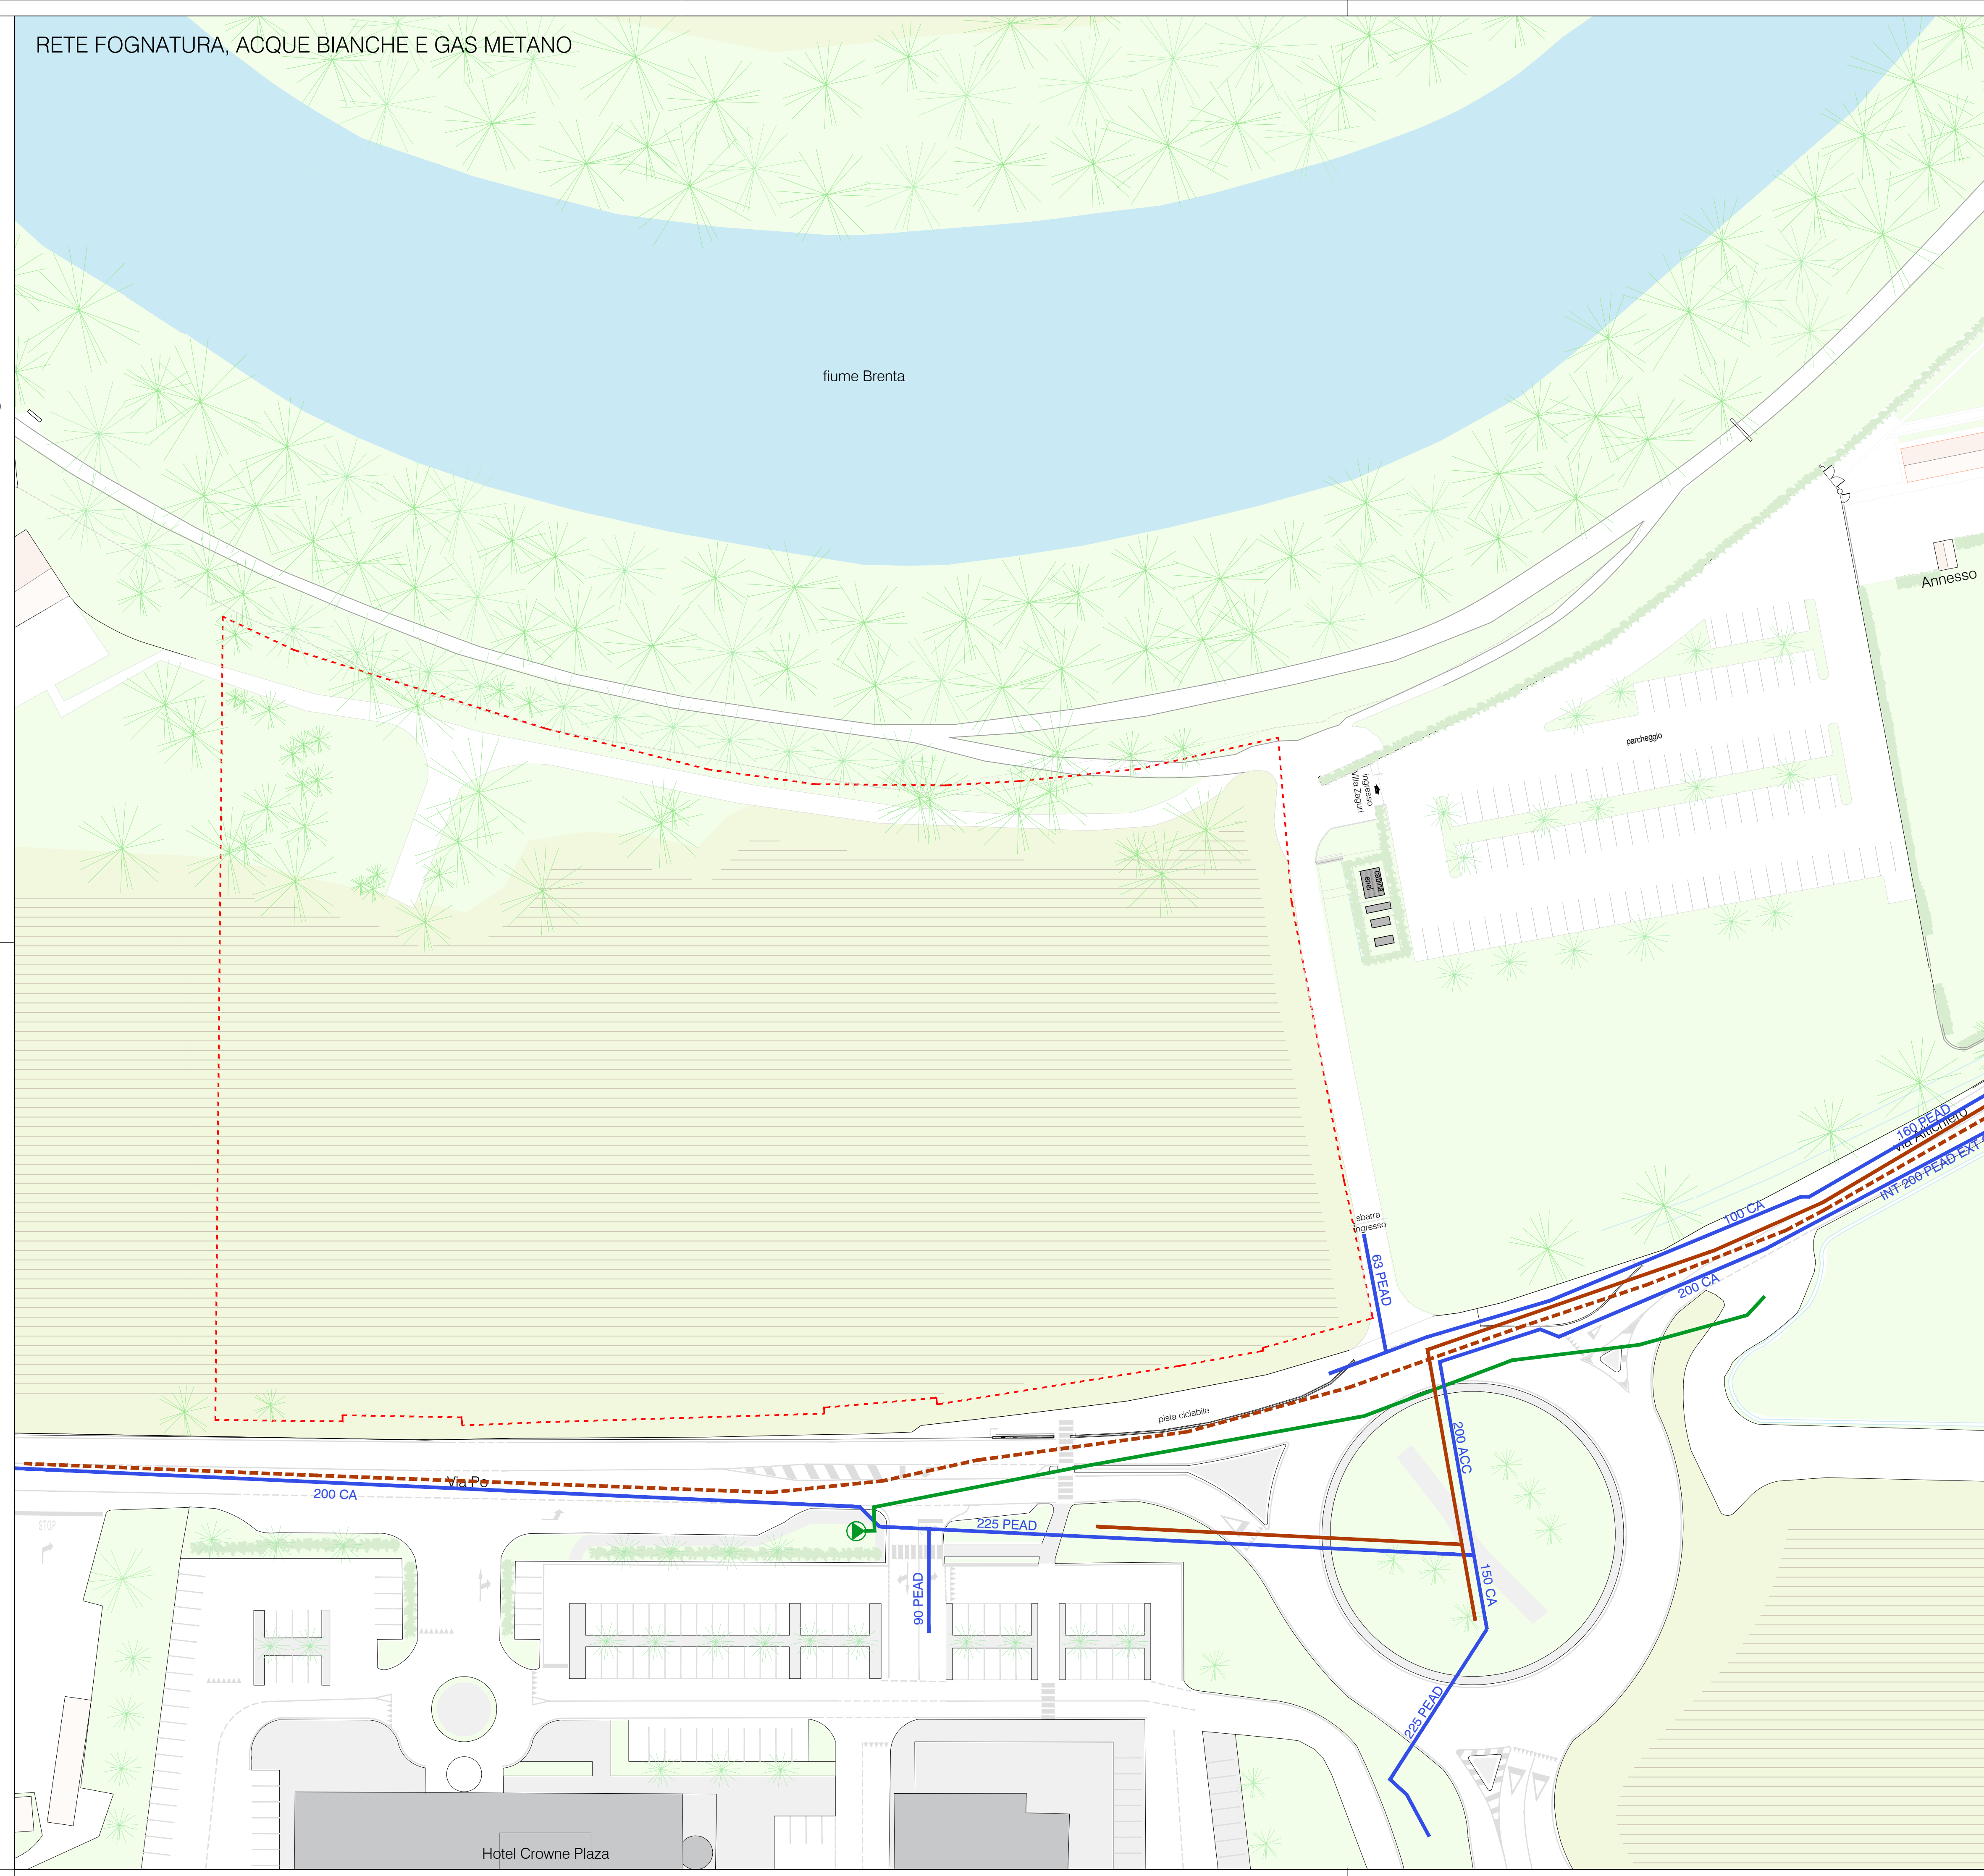 RETE FOGNATURA, ACQUE BIANCHE E GAS METANO
fiume Brenta
Annesso
parcheggio
ingresso
Villa Zaguri
cabina
enel
160 PEAD
via Altichiero
INT 200 PEAD EXT
100 CA
sbarra
ingresso
63 PEAD
200 CA
pista ciclabile
200 ACC
Via Po
200 CA
225 PEAD
STOP
90 PEAD
150 CA
225 PEAD
Hotel Crowne Plaza